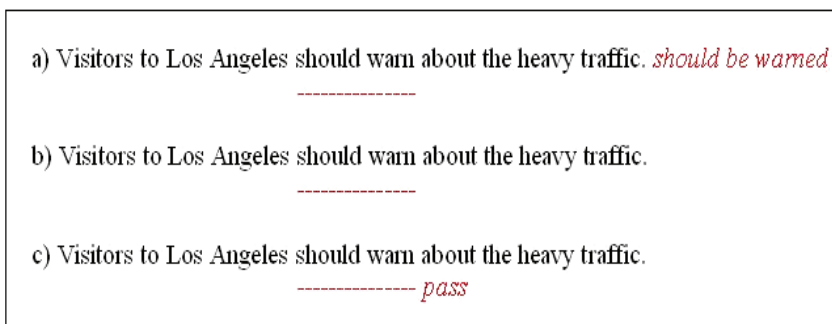 a) Visitors to Los Angeles should warn about the heavy traffic. should be warned
---------------
b) Visitors to Los Angeles should warn about the heavy traffic.
---------------
c) Visitors to Los Angeles should warn about the heavy traffic.
--------------- pass